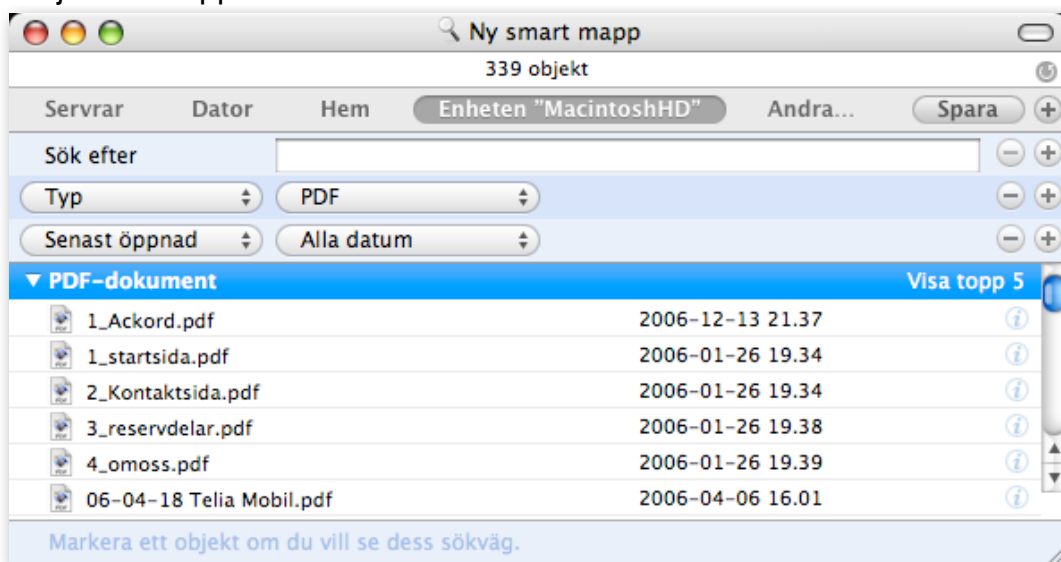 Ny smart mapp
339 objekt
Servrar Dator Hem Enheten "MacintoshHD" Andra... Spara
Sök efter
Typ PDF
Senast öppnad Alla datum
PDF-dokument Visa topp 5
1_Ackord.pdf 2006-12-13 21.37
1_startsida.pdf 2006-01-26 19.34
2_Kontaktsida.pdf 2006-01-26 19.34
3_reservdelar.pdf 2006-01-26 19.38
4_omoss.pdf 2006-01-26 19.39
06-04-18 Telia Mobil.pdf 2006-04-06 16.01
Markera ett objekt om du vill se dess sökväg.